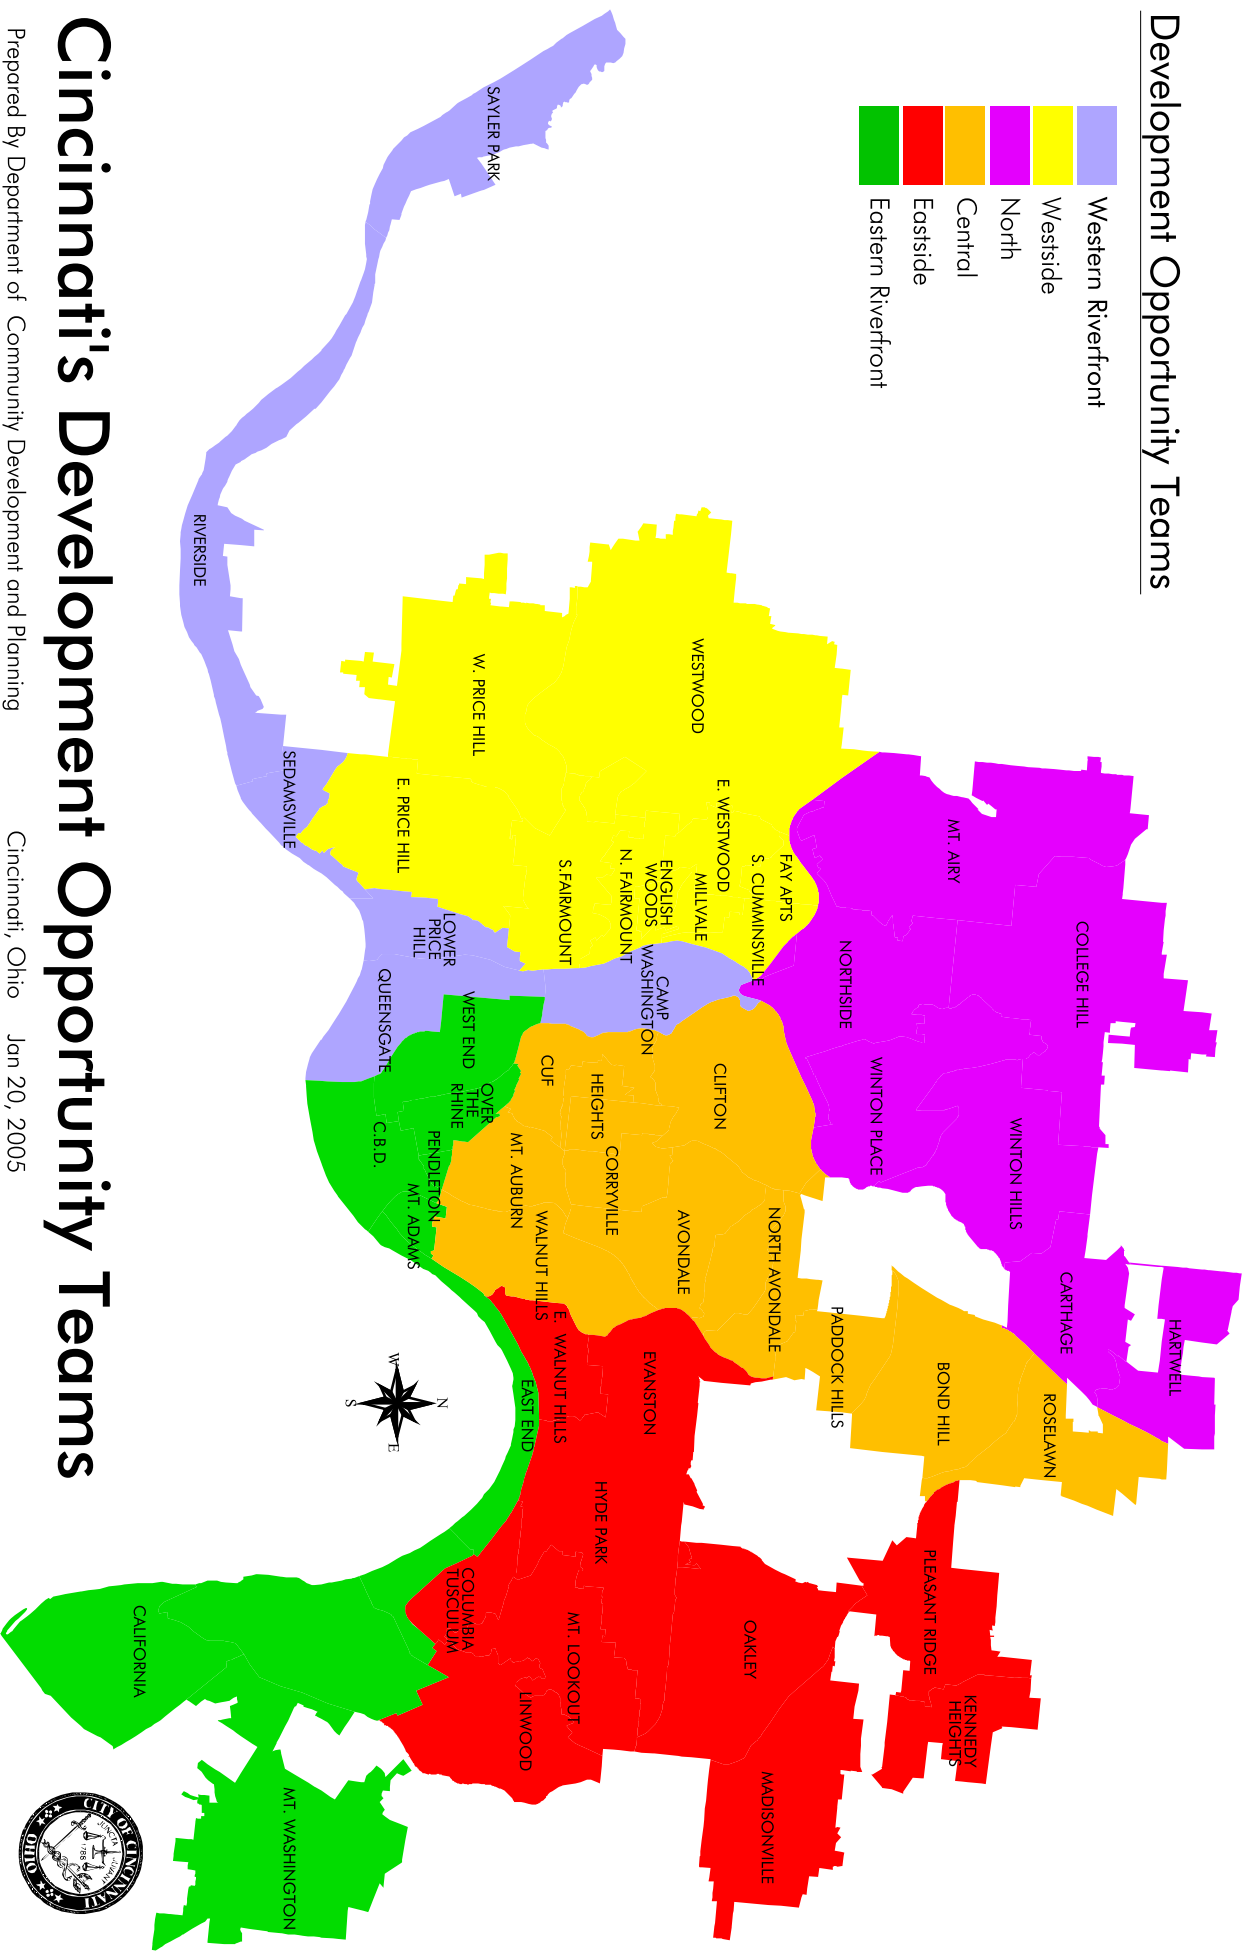 Development Opportunity Teams
Western Riverfront
Westside
North
Central
Eastside
Eastern Riverfront
SAYLER PARK
RIVERSIDE
SEDAMSVILLE
LOWER
PRICE
HILL
QUEENSGATE
CAMP
WASHINGTON
WESTWOOD
W. PRICE HILL
E. PRICE HILL
E. WESTWOOD
FAY APTS
S. CUMMINSVILLE
MILLVALE
ENGLISH
WOODS
N. FAIRMOUNT
S.FAIRMOUNT
MT. AIRY
COLLEGE HILL
NORTHSIDE
WINTON PLACE
WINTON HILLS
CARTHAGE
HARTWELL
CLIFTON
CUF
HEIGHTS
CORRYVILLE
MT. AUBURN
WALNUT HILLS
AVONDALE
NORTH AVONDALE
PADDOCK HILLS
BOND HILL
ROSELAWN
WEST END
OVER
THE
RHINE
C.B.D.
PENDLETON
MT. ADAMS
EAST END
E. WALNUT HILLS
EVANSTON
HYDE PARK
PLEASANT RIDGE
KENNEDY
HEIGHTS
OAKLEY
MT. LOOKOUT
COLUMBIA
TUSCULUM
LINWOOD
MADISONVILLE
CALIFORNIA
MT. WASHINGTON
N
W
E
S
CITY OF CINCINNATI
OHIO
JUNCTA JUVANT
1788
Cincinnati's Development Opportunity Teams
Prepared By Department of Community Development and Planning Cincinnati, Ohio Jan 20, 2005